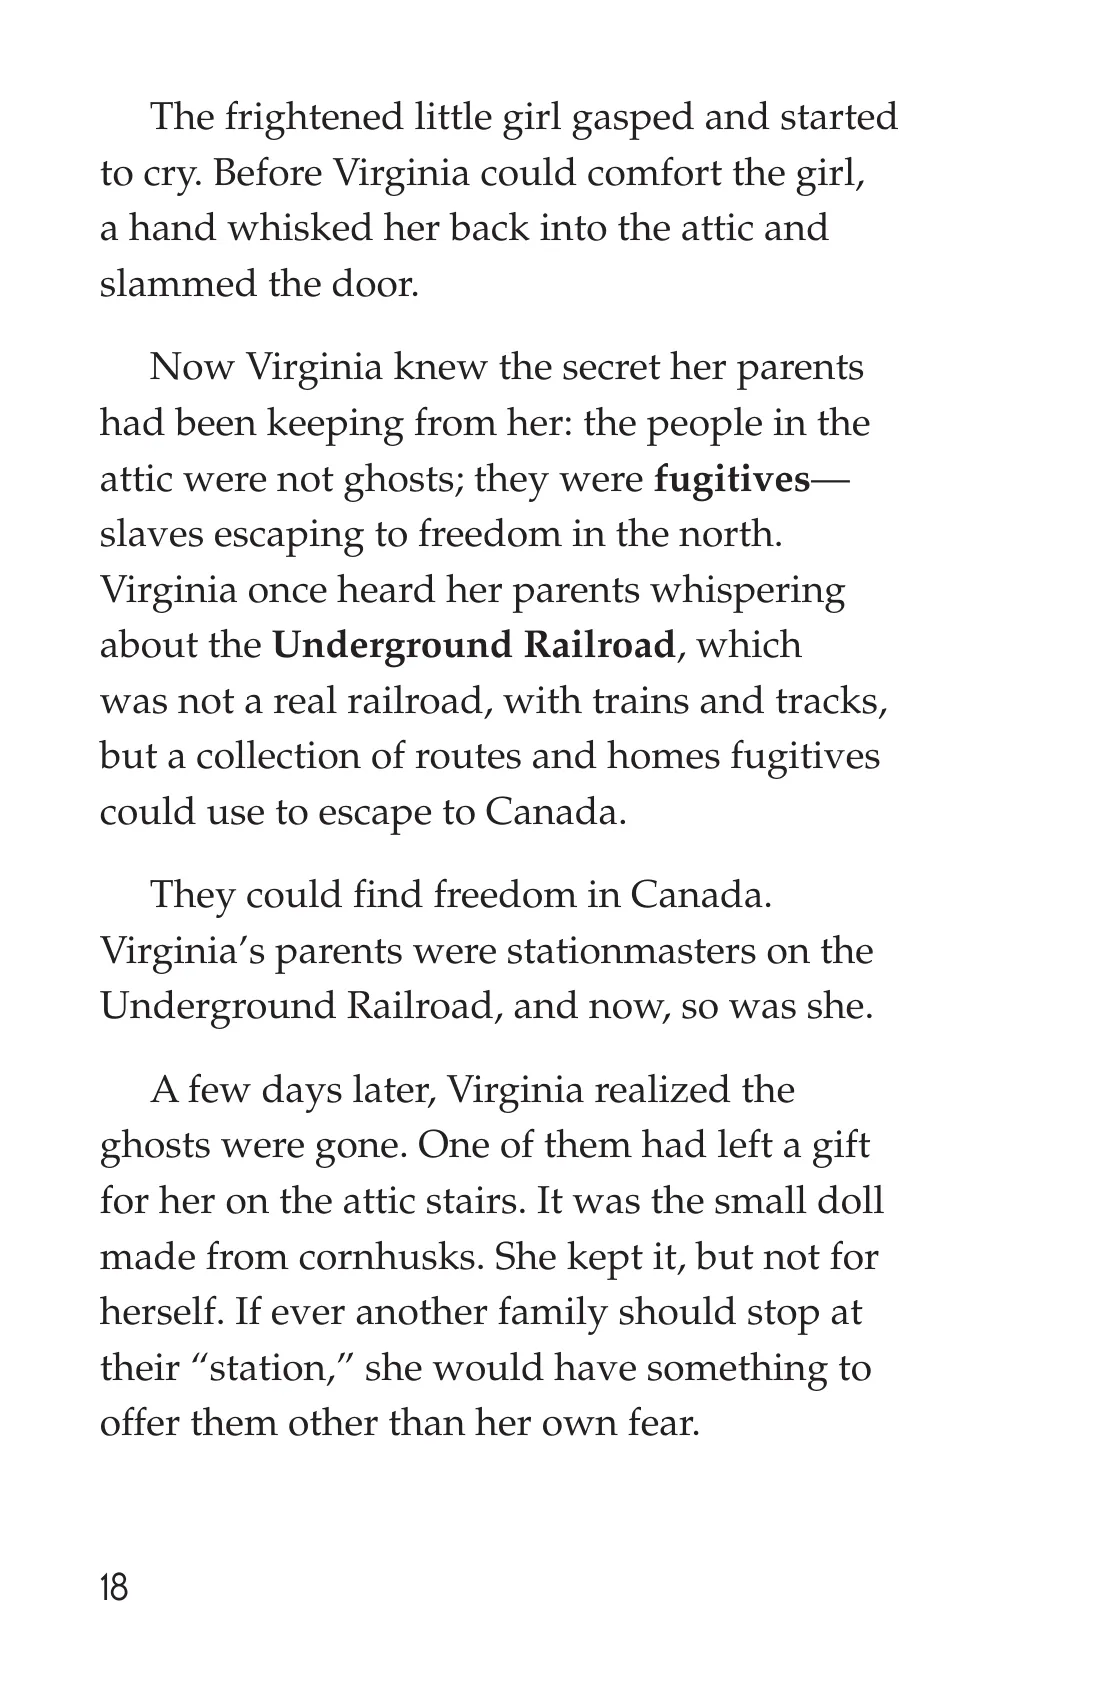 The frightened little girl gasped and started
to cry. Before Virginia could comfort the girl,
a hand whisked her back into the attic and
slammed the door.
Now Virginia knew the secret her parents
had been keeping from her: the people in the
attic were not ghosts; they were fugitives—
slaves escaping to freedom in the north.
Virginia once heard her parents whispering
about the Underground Railroad, which
was not a real railroad, with trains and tracks,
but a collection of routes and homes fugitives
could use to escape to Canada.
They could find freedom in Canada.
Virginia’s parents were stationmasters on the
Underground Railroad, and now, so was she.
A few days later, Virginia realized the
ghosts were gone. One of them had left a gift
for her on the attic stairs. It was the small doll
made from cornhusks. She kept it, but not for
herself. If ever another family should stop at
their “station,” she would have something to
offer them other than her own fear.
18